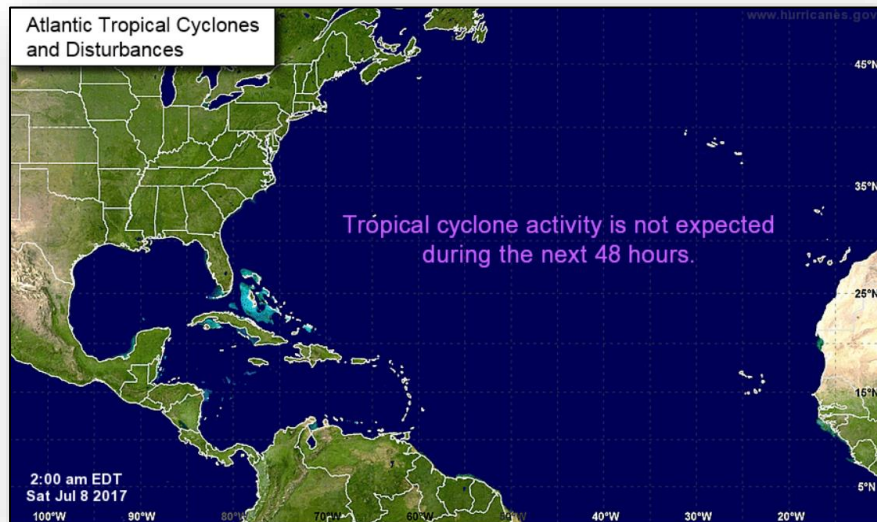 Atlantic Tropical Cyclones
and Disturbances
www.hurricanes.gov
45°N
35°N
Tropical cyclone activity is not expected
during the next 48 hours.
25°N
15°N
2:00 am EDT
Sat Jul 8 2017
5°N
100°W 90°W 80°W 70°W 60°W 50°W 40°W 30°W 20°W